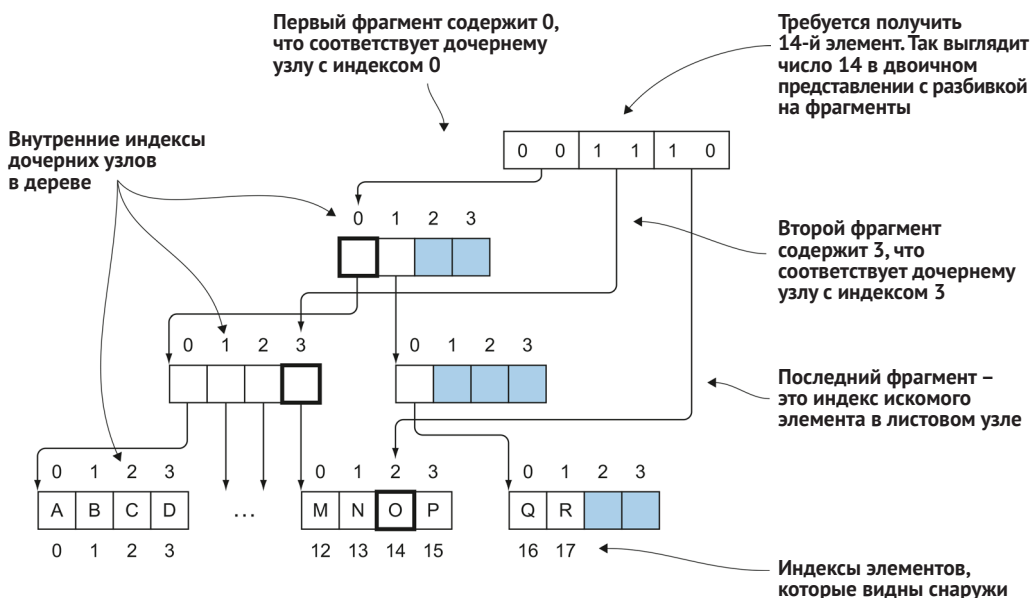 Первый фрагмент содержит 0,
что соответствует дочернему
узлу с индексом 0
Требуется получить
14-й элемент. Так выглядит
число 14 в двоичном
представлении с разбивкой
на фрагменты
Внутренние индексы
дочерних узлов
в дереве
0 0 1 1 1 0
0 1 2 3
Второй фрагмент
содержит 3, что
соответствует дочернему
узлу с индексом 3
0 1 2 3
0 1 2 3
Последний фрагмент –
это индекс искомого
элемента в листовом узле
0 1 2 3
0 1 2 3
0 1 2 3
A B C D
...
M N O P
Q R
0 1 2 3
12 13 14 15
16 17
Индексы элементов,
которые видны снаружи